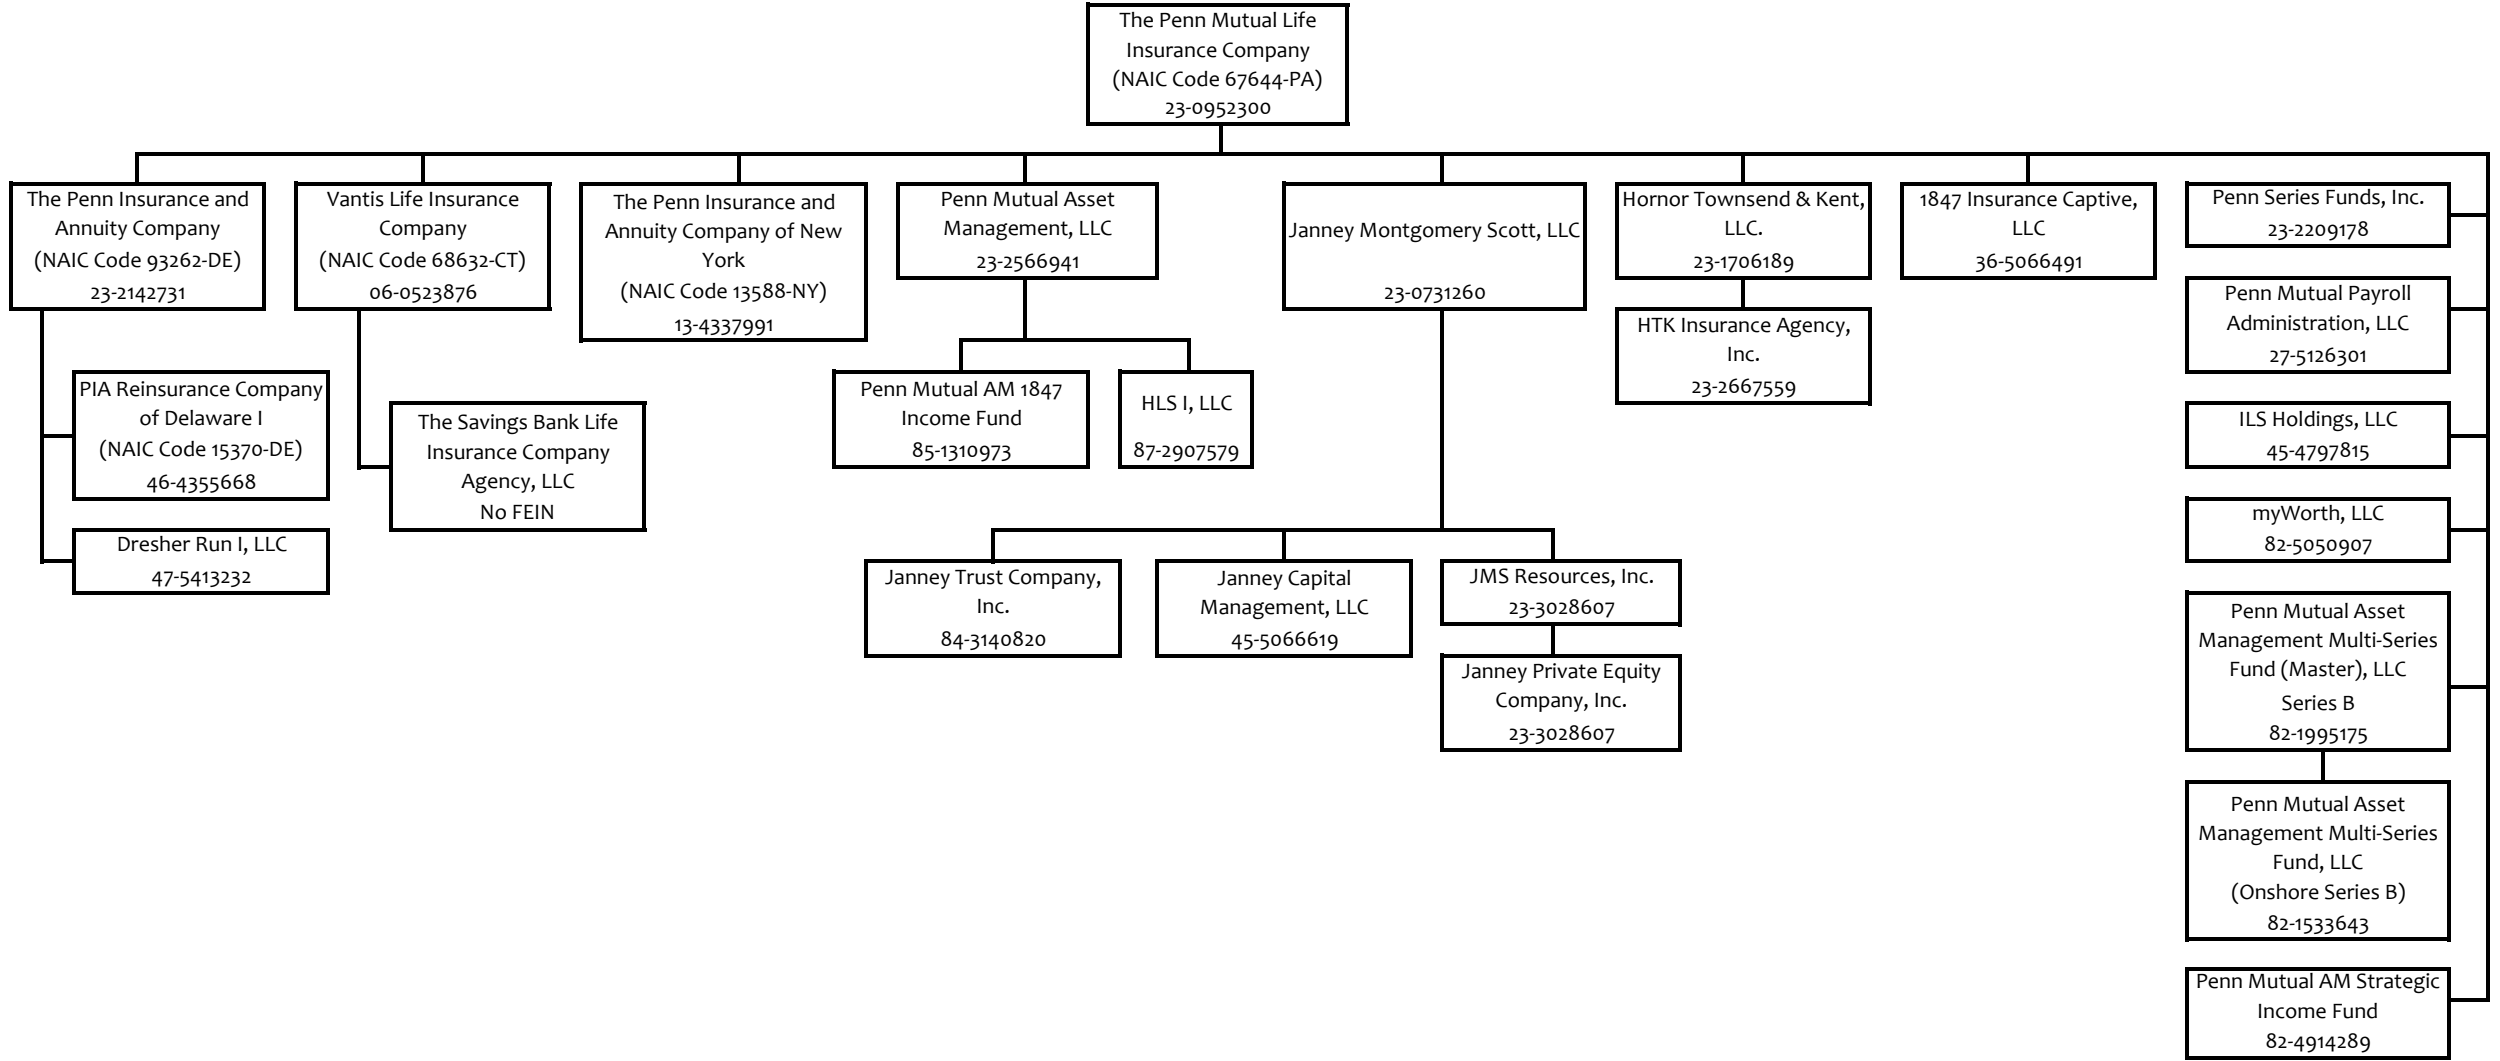 The Penn Mutual Life
Insurance Company
(NAIC Code 67644-PA)
23-0952300
The Penn Insurance and
Annuity Company
(NAIC Code 93262-DE)
23-2142731
Vantis Life Insurance
Company
(NAIC Code 68632-CT)
06-0523876
The Penn Insurance and
Annuity Company of New
York
(NAIC Code 13588-NY)
13-4337991
Penn Mutual Asset
Management, LLC
23-2566941
Janney Montgomery Scott, LLC
23-0731260
Hornor Townsend & Kent,
LLC.
23-1706189
1847 Insurance Captive,
LLC
36-5066491
Penn Series Funds, Inc.
23-2209178
Penn Mutual Payroll
Administration, LLC
27-5126301
HTK Insurance Agency,
Inc.
23-2667559
PIA Reinsurance Company
of Delaware I
(NAIC Code 15370-DE)
46-4355668
The Savings Bank Life
Insurance Company
Agency, LLC
No FEIN
Penn Mutual AM 1847
Income Fund
85-1310973
HLS I, LLC
87-2907579
ILS Holdings, LLC
45-4797815
myWorth, LLC
82-5050907
Dresher Run I, LLC
47-5413232
Janney Trust Company,
Inc.
84-3140820
Janney Capital
Management, LLC
45-5066619
JMS Resources, Inc.
23-3028607
Janney Private Equity
Company, Inc.
23-3028607
Penn Mutual Asset
Management Multi-Series
Fund (Master), LLC
Series B
82-1995175
Penn Mutual Asset
Management Multi-Series
Fund, LLC
(Onshore Series B)
82-1533643
Penn Mutual AM Strategic
Income Fund
82-4914289